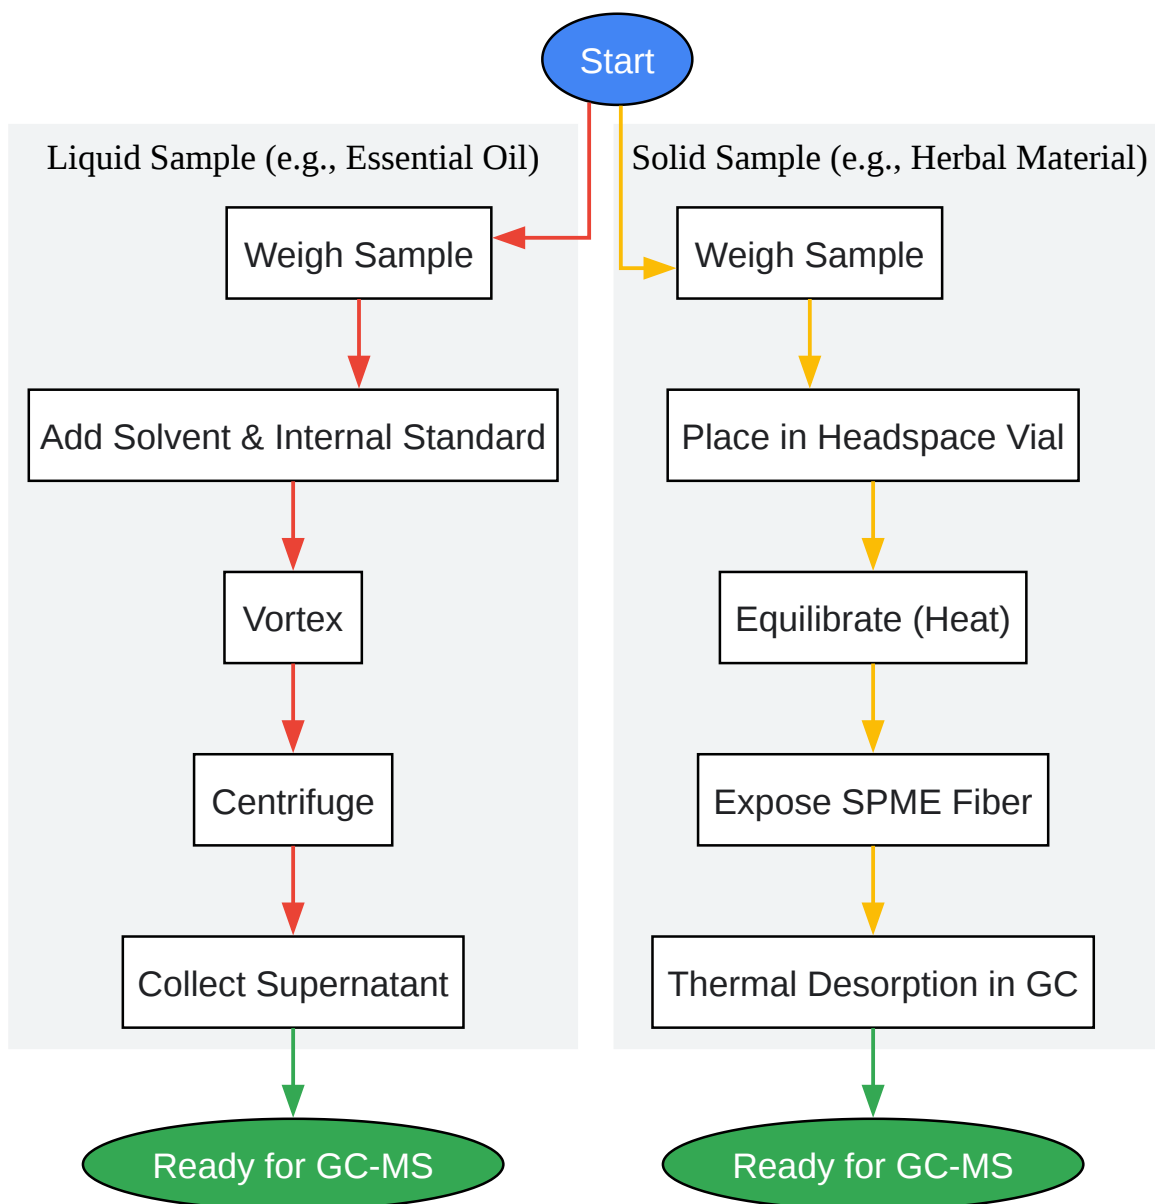 Start
Liquid Sample (e.g., Essential Oil)
Weigh Sample
Add Solvent & Internal Standard
Vortex
Centrifuge
Collect Supernatant
Ready for GC-MS
Solid Sample (e.g., Herbal Material)
Weigh Sample
Place in Headspace Vial
Equilibrate (Heat)
Expose SPME Fiber
Thermal Desorption in GC
Ready for GC-MS